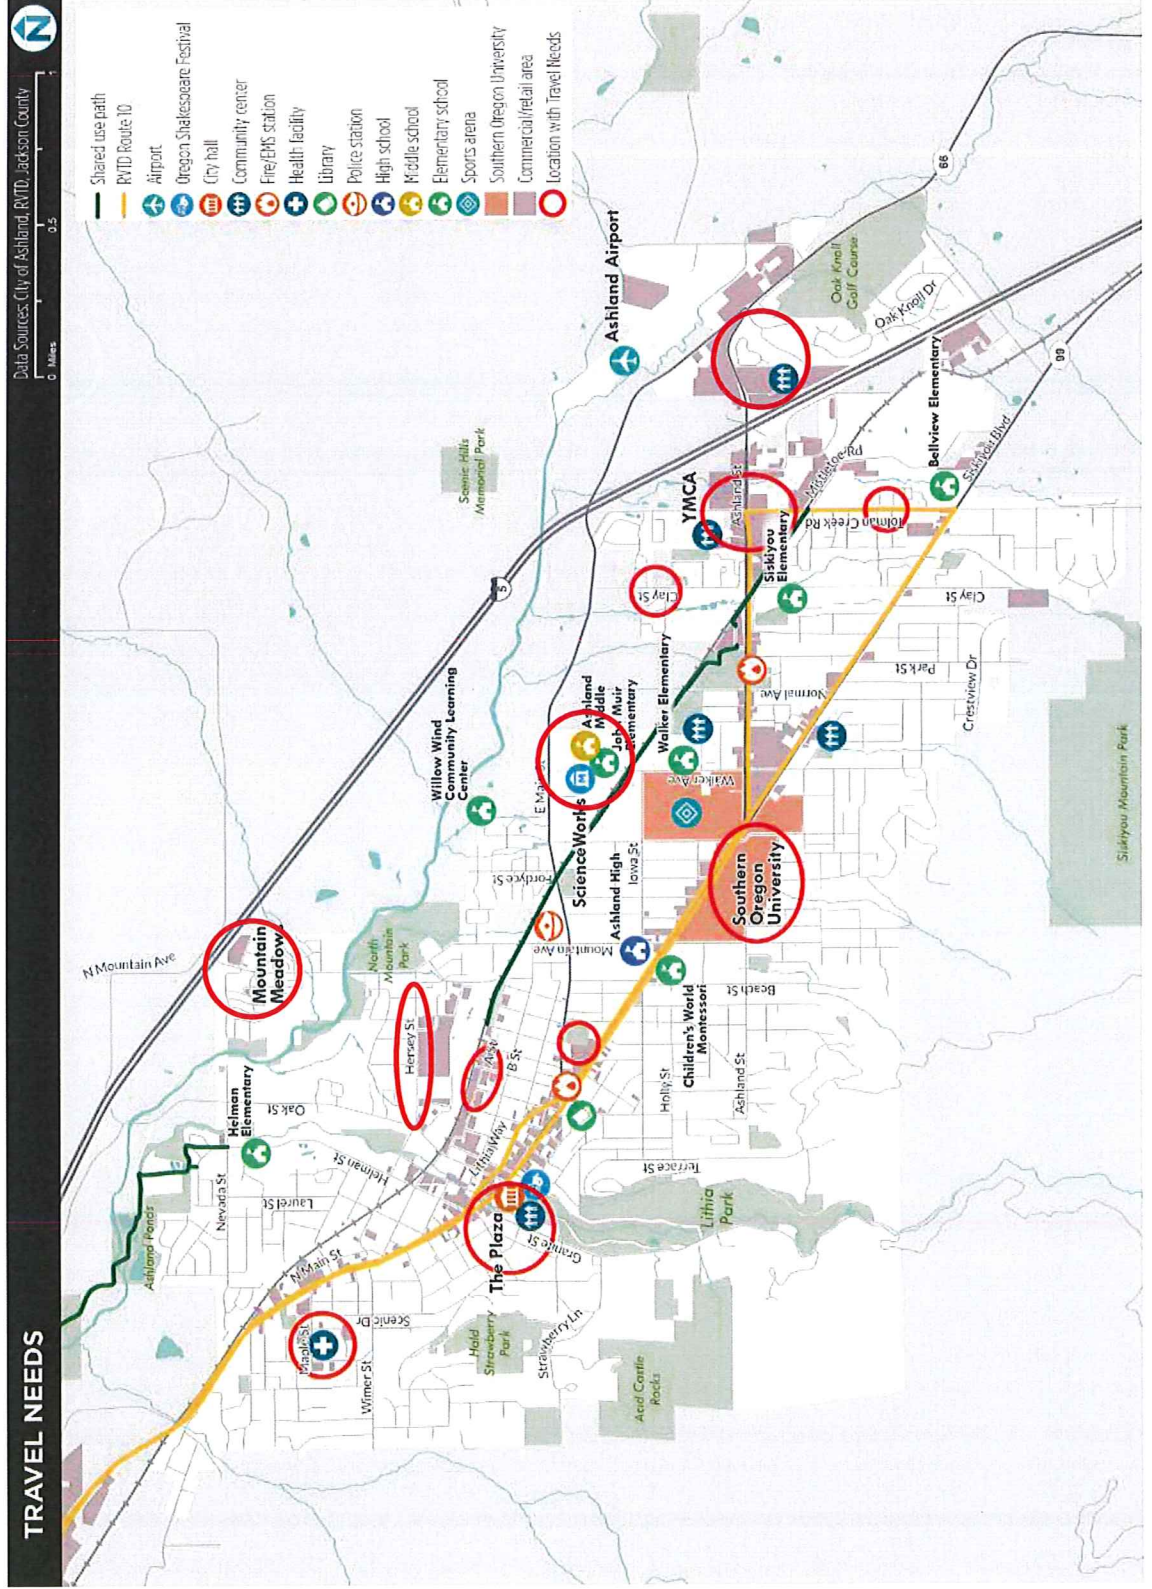 TRAVEL NEEDS
Data Sources: City of Ashland, RVTD, Jackson County
0 Miles
0.5
1
N
Shared use path
RVTD Route 10
Airport
Oregon Shakespeare Festival
City hall
Community center
Fire/EMS station
Health facility
Library
Police station
High school
Middle school
Elementary school
Sports arena
Southern Oregon University
Commercial/retail area
Location with Travel Needs
N Mountain Ave
Mountain
Meadows
Ashland Ponds
Nevada St
Helman
Elementary
Oak St
Laurel St
Helman St
Hersey St
North
Mountain
Park
Willow Wind
Community Learning
Center
5
Scenic Hills
Memorial Park
Ashland Airport
N Main St
Maple St
Scenic Dr
Wimer St
Hald
Strawberry
Park
Strawberry Ln
Acid Castle
Rocks
The Plaza
Granite St
Lithia Way
A St
B St
Lithia
Park
Terrace St
Holly St
Ashland St
Beach St
Children's World
Montessori
Ashland High
Mountain Ave
Iowa St
Fordyce St
E Main St
ScienceWorks
Ashland
Middle
John Muir
Elementary
Walker Elementary
Walker Ave
Southern
Oregon
University
Clay St
YMCA
Ashland St
Siskiyou
Elementary
Normal Ave
Park St
Clay St
Crestview Dr
Tolman Creek Rd
Mistletoe Rd
Bellview Elementary
Siskiyou Blvd
Oak Knoll Dr
Oak Knoll
Golf Course
66
99
Siskiyou Mountain Park